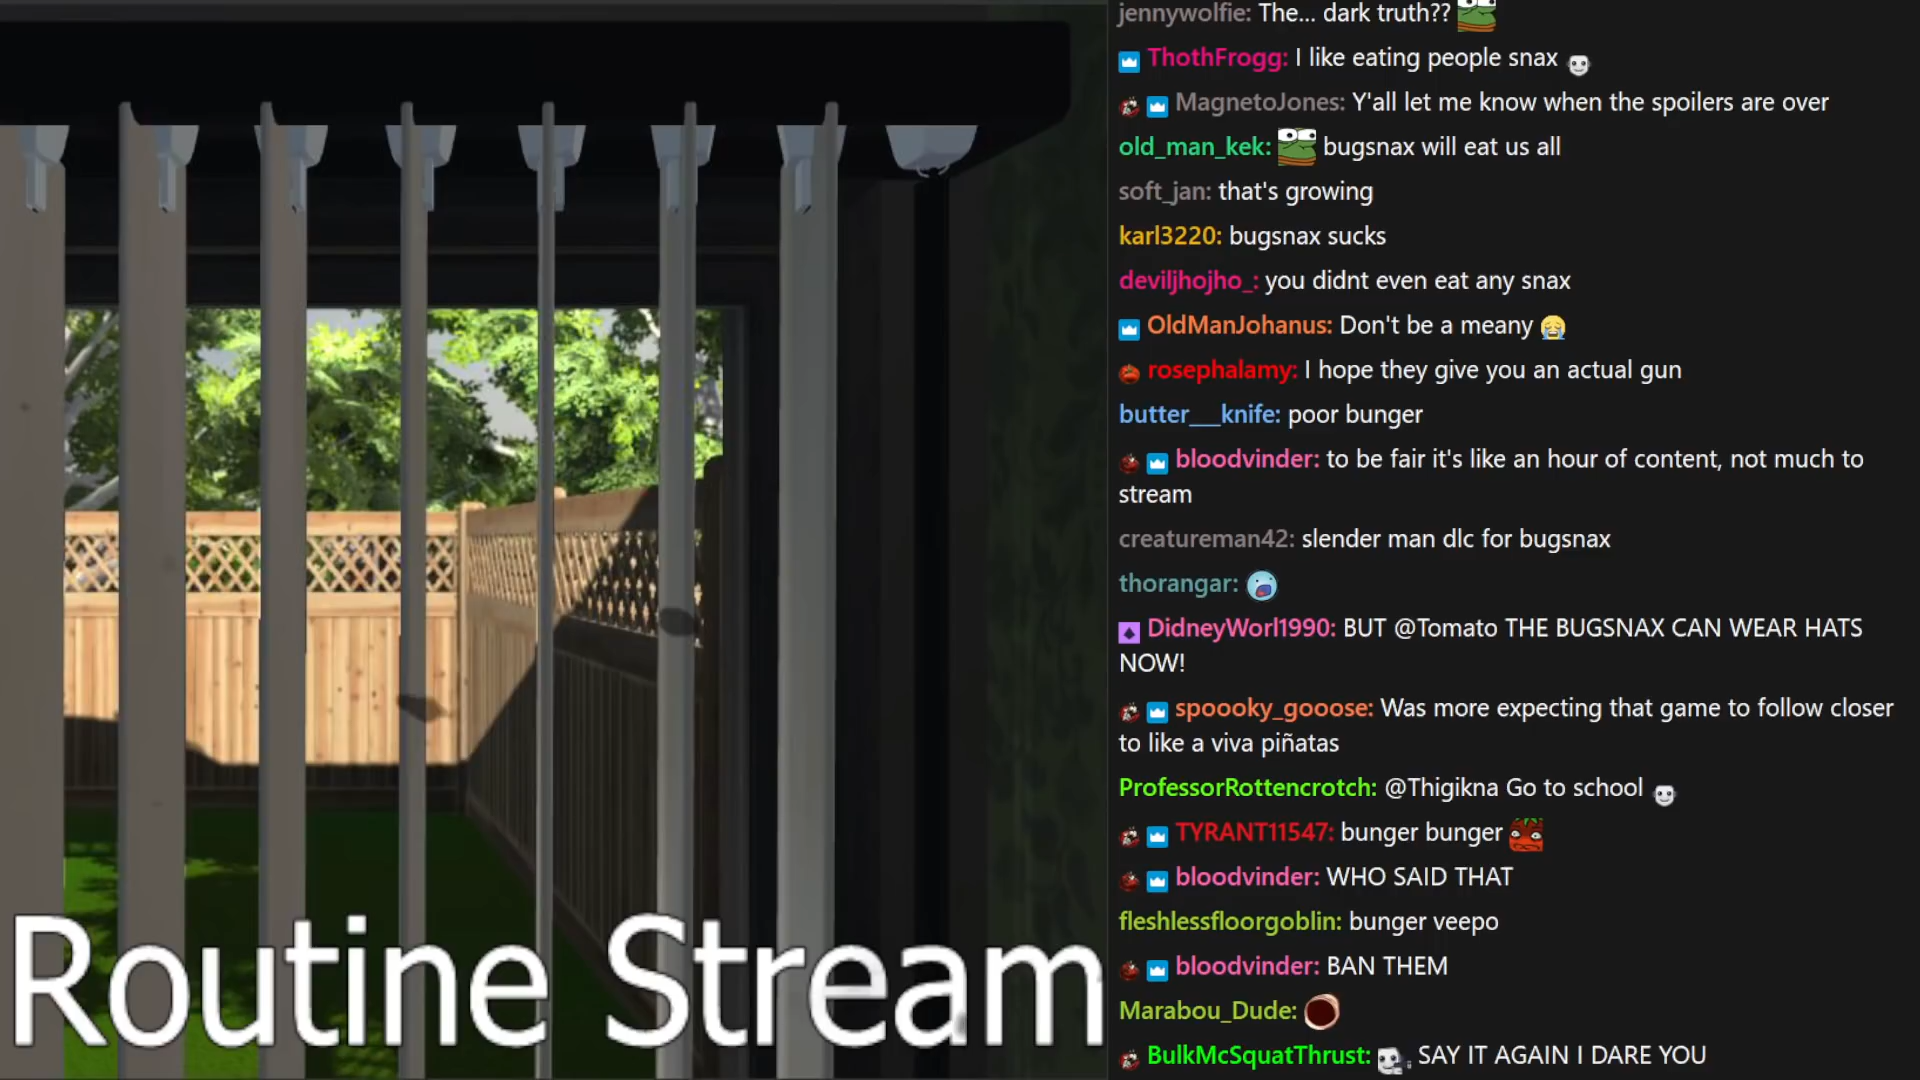 jennywolfie: The... dark truth??
ThothFrogg: I like eating people snax
MagnetoJones: Y'all let me know when the spoilers are over
old_man_kek: bugsnax will eat us all
soft_jan: that's growing
karl3220: bugsnax sucks
deviljhojho_: you didnt even eat any snax
OldManJohanus: Don't be a meany
rosephalamy: I hope they give you an actual gun
butter___knife: poor bunger
bloodvinder: to be fair it's like an hour of content, not much to
stream
creatureman42: slender man dlc for bugsnax
thorangar:
DidneyWorl1990: BUT @Tomato THE BUGSNAX CAN WEAR HATS
NOW!
spoooky_gooose: Was more expecting that game to follow closer
to like a viva piñatas
ProfessorRottencrotch: @Thigikna Go to school
TYRANT11547: bunger bunger
bloodvinder: WHO SAID THAT
fleshlessfloorgoblin: bunger veepo
bloodvinder: BAN THEM
Marabou_Dude:
BulkMcSquatThrust: SAY IT AGAIN I DARE YOU
Routine Stream